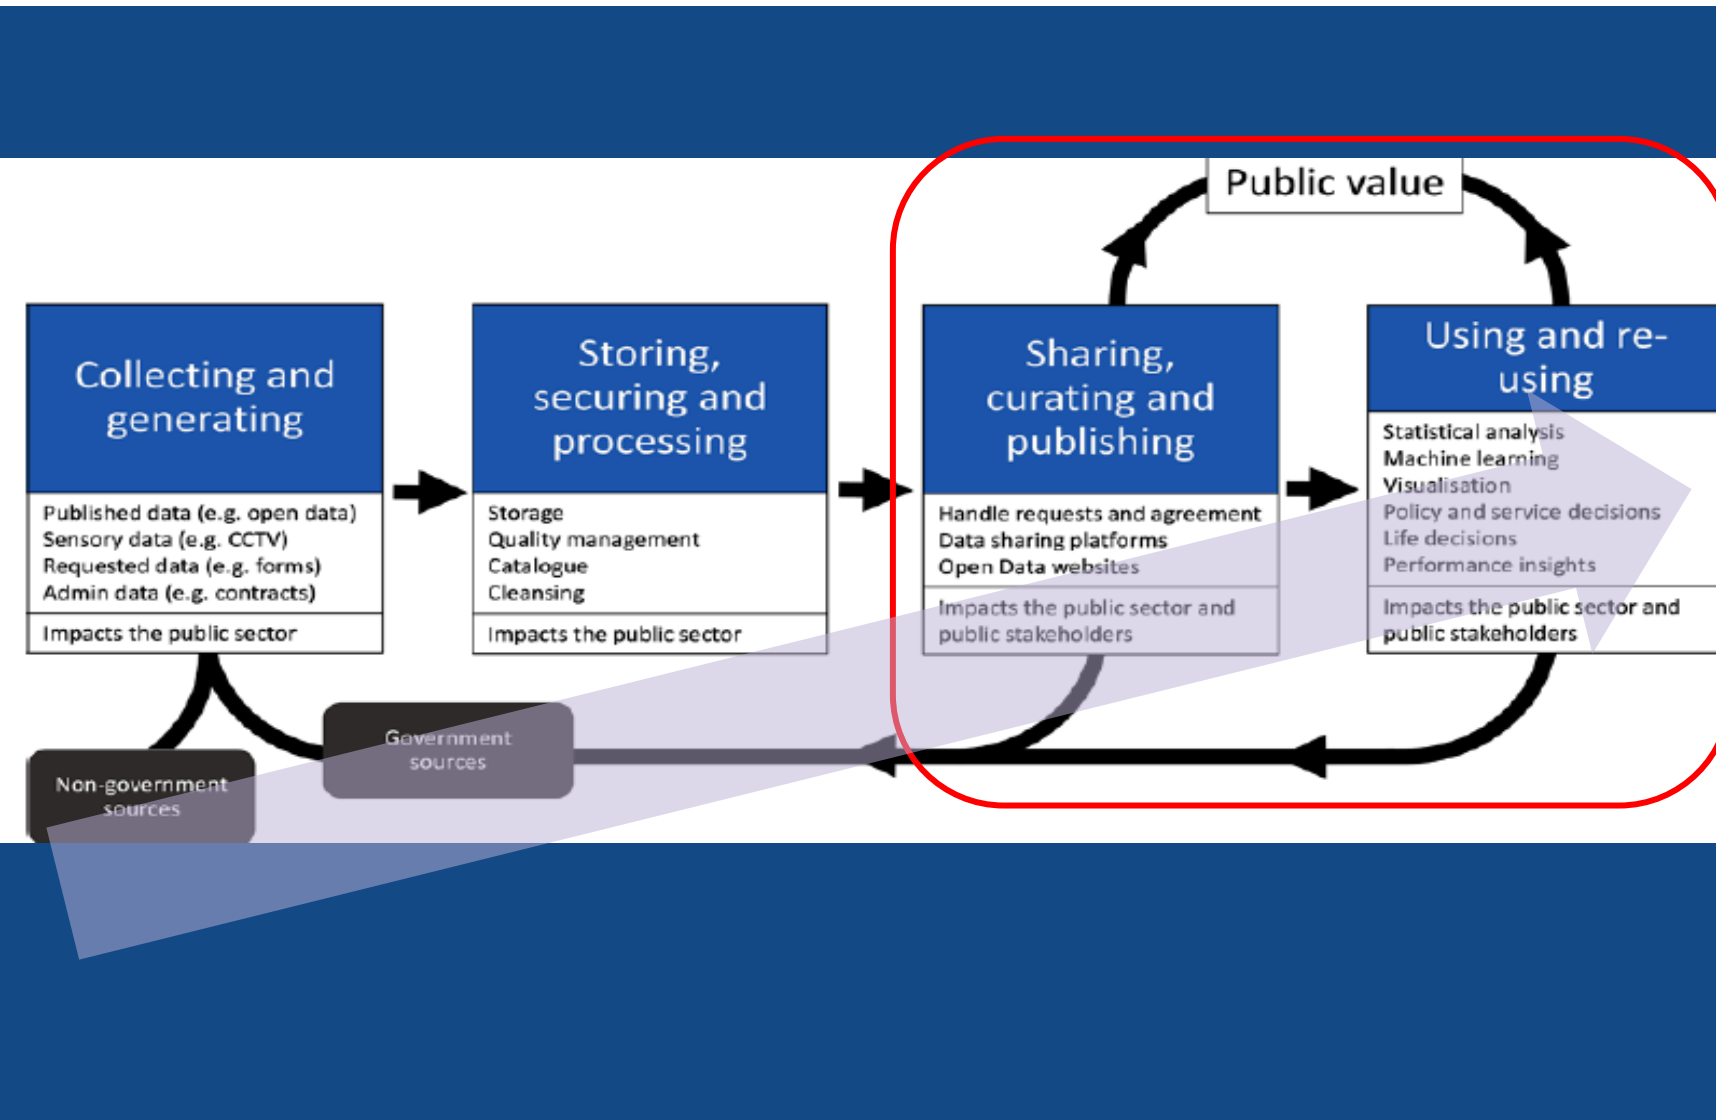 Public value
Collecting and
generating
Published data (e.g. open data)
Sensory data (e.g. CCTV)
Requested data (e.g. forms)
Admin data (e.g. contracts)
Impacts the public sector
Storing,
securing and
processing
Storage
Quality management
Catalogue
Cleansing
Impacts the public sector
Sharing,
curating and
publishing
Handle requests and agreement
Data sharing platforms
Open Data websites
Impacts the public sector and
public stakeholders
Using and re-
using
Statistical analysis
Machine learning
Visualisation
Policy and service decisions
Life decisions
Performance insights
Impacts the public sector and
public stakeholders
Government
sources
Non-government
sources